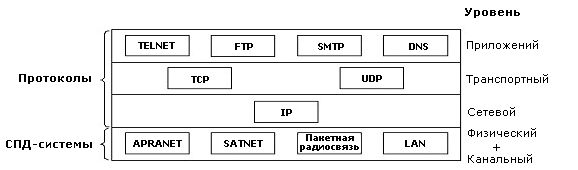 Уровень
TELNET FTP SMTP DNS Приложений
Протоколы
TCP UDP Транспортный
IP Сетевой
СПД-системы
APRANET SATNET Пакетная радиосвязь LAN
Физический
+
Канальный